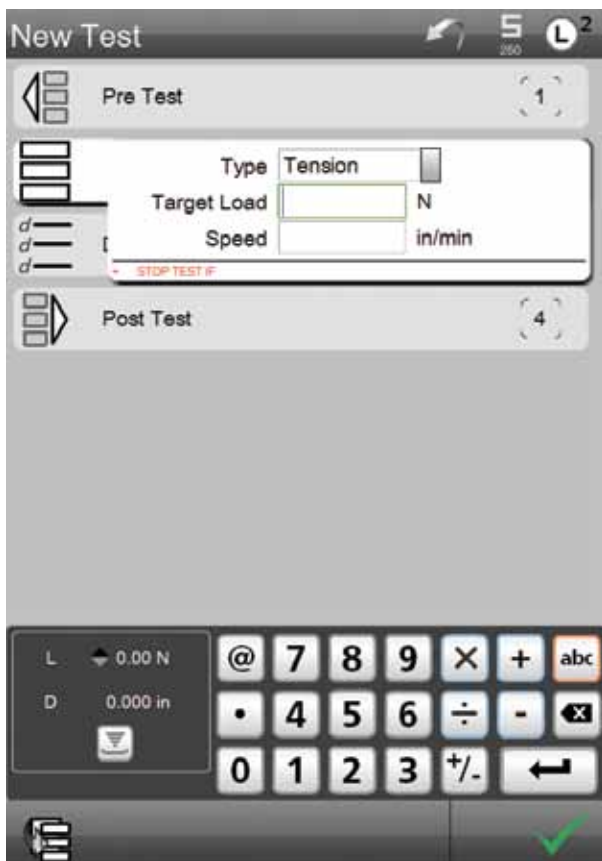 New Test
S
250
L 2
Pre Test
1
Type Tension
Target Load N
Speed in/min
STOP TEST IF
d
d
d
Post Test
4
L 0.00 N
D 0.000 in
@ 7 8 9 × + abc
• 4 5 6 ÷ -
0 1 2 3 +/-